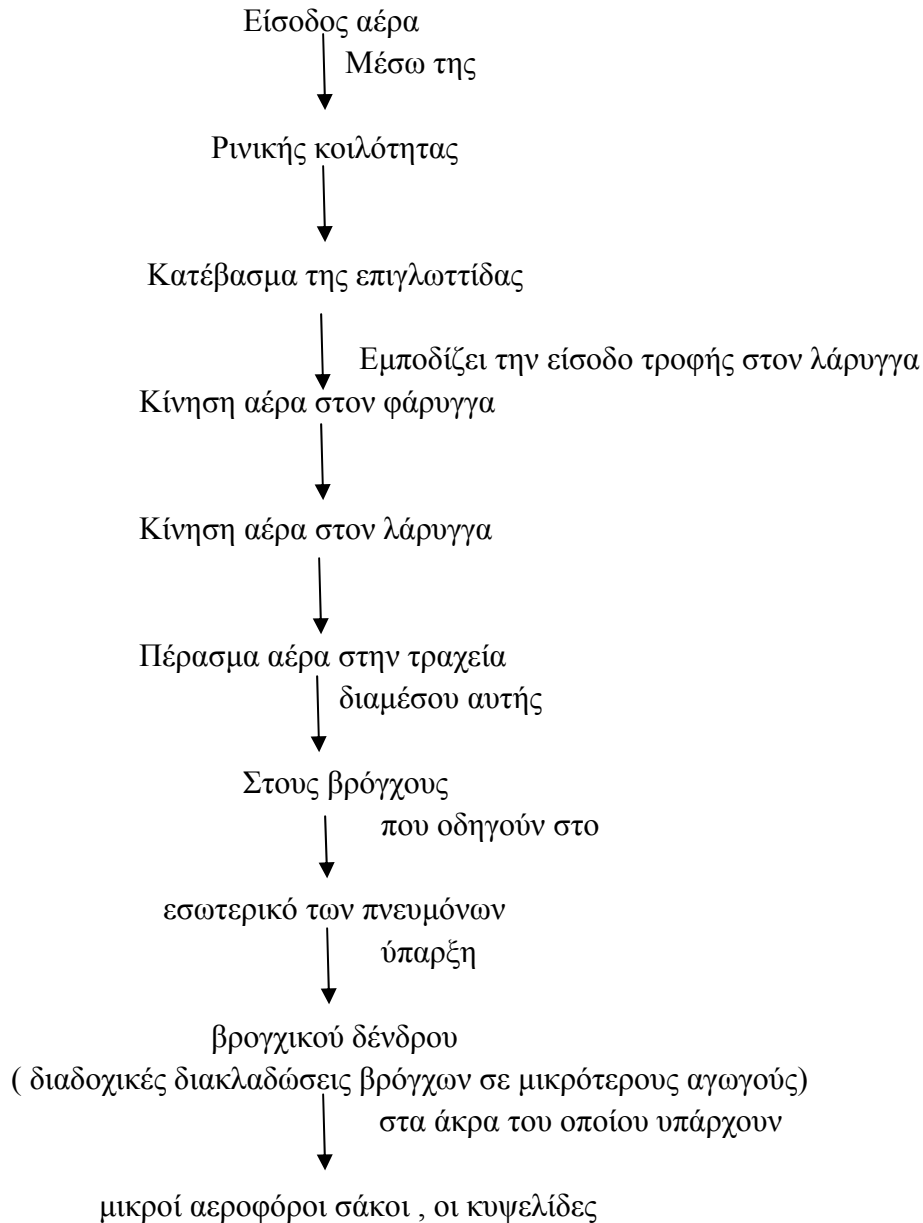 Είσοδος αέρα
Μέσω της
Ρινικής κοιλότητας
Κατέβασμα της επιγλωττίδας
Εμποδίζει την είσοδο τροφής στον λάρυγγα
Κίνηση αέρα στον φάρυγγα
Κίνηση αέρα στον λάρυγγα
Πέρασμα αέρα στην τραχεία
διαμέσου αυτής
Στους βρόγχους
που οδηγούν στο
εσωτερικό των πνευμόνων
ύπαρξη
βρογχικού δένδρου
( διαδοχικές διακλαδώσεις βρόγχων σε μικρότερους αγωγούς)
στα άκρα του οποίου υπάρχουν
μικροί αεροφόροι σάκοι , οι κυψελίδες